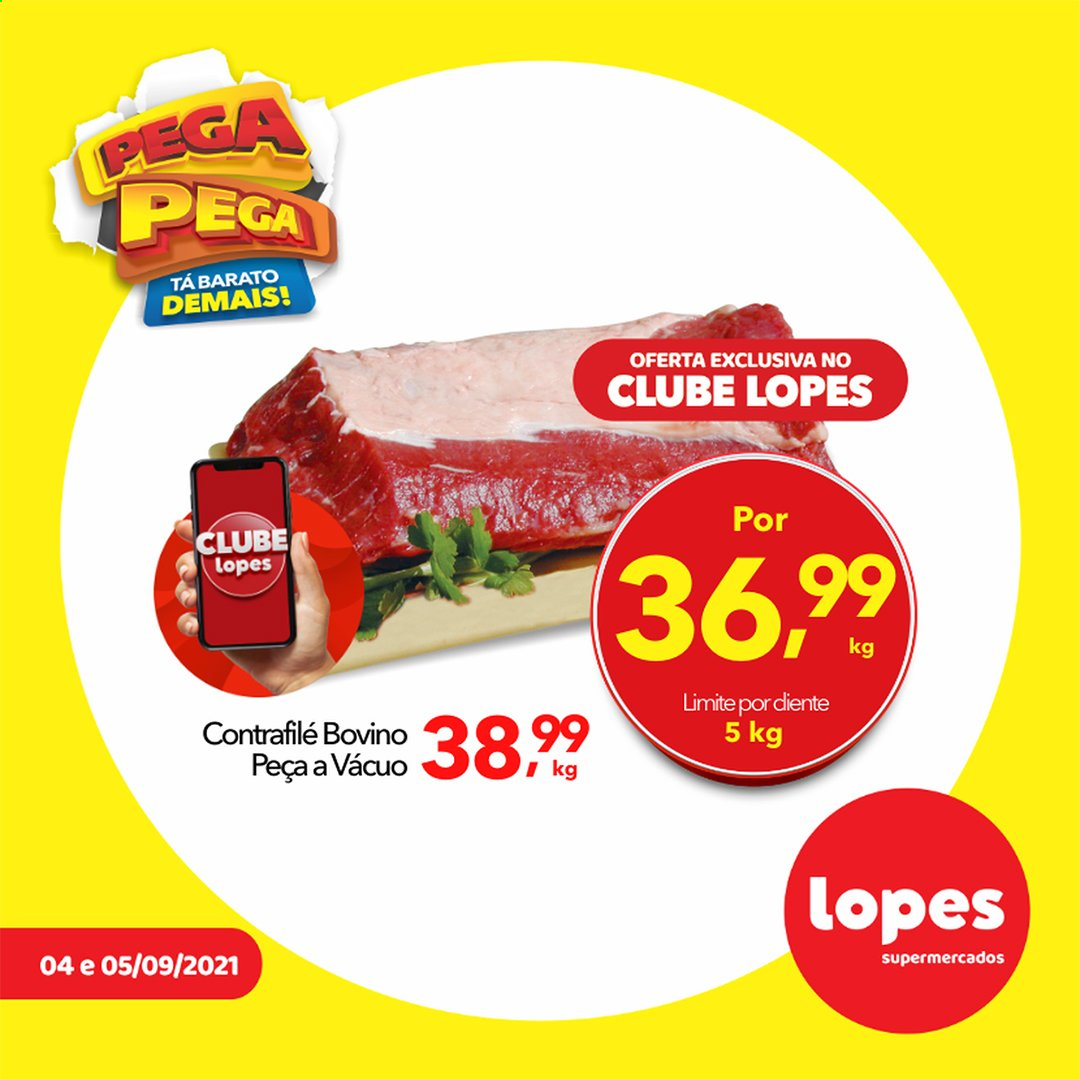 PEGA
PEGA
TÁ BARATO
DEMAIS!
OFERTA EXCLUSIVA NO
CLUBE LOPES
CLUBE
lopes
Por
36,99
kg
Limite por cliente
5 kg
Contrafilé Bovino
Peça a Vácuo
38,99
kg
lopes
supermercados
04 e 05/09/2021